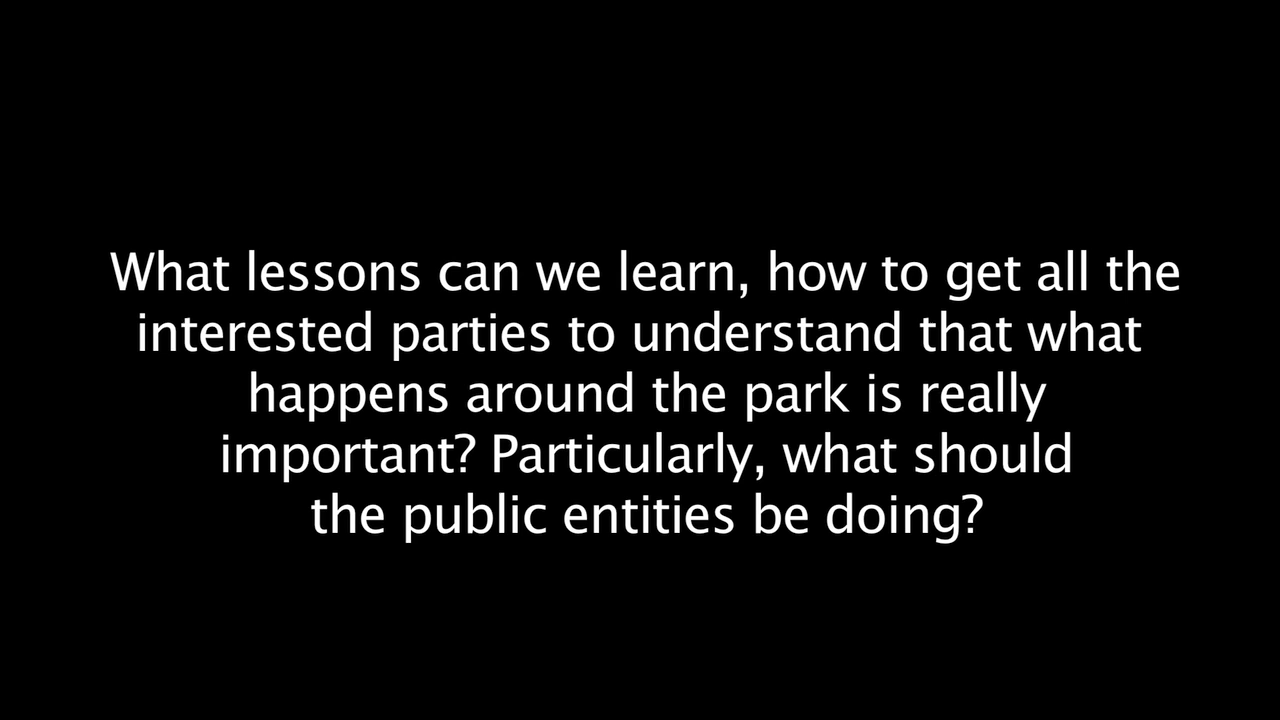 What lessons can we learn, how to get all the
interested parties to understand that what
happens around the park is really
important? Particularly, what should
the public entities be doing?